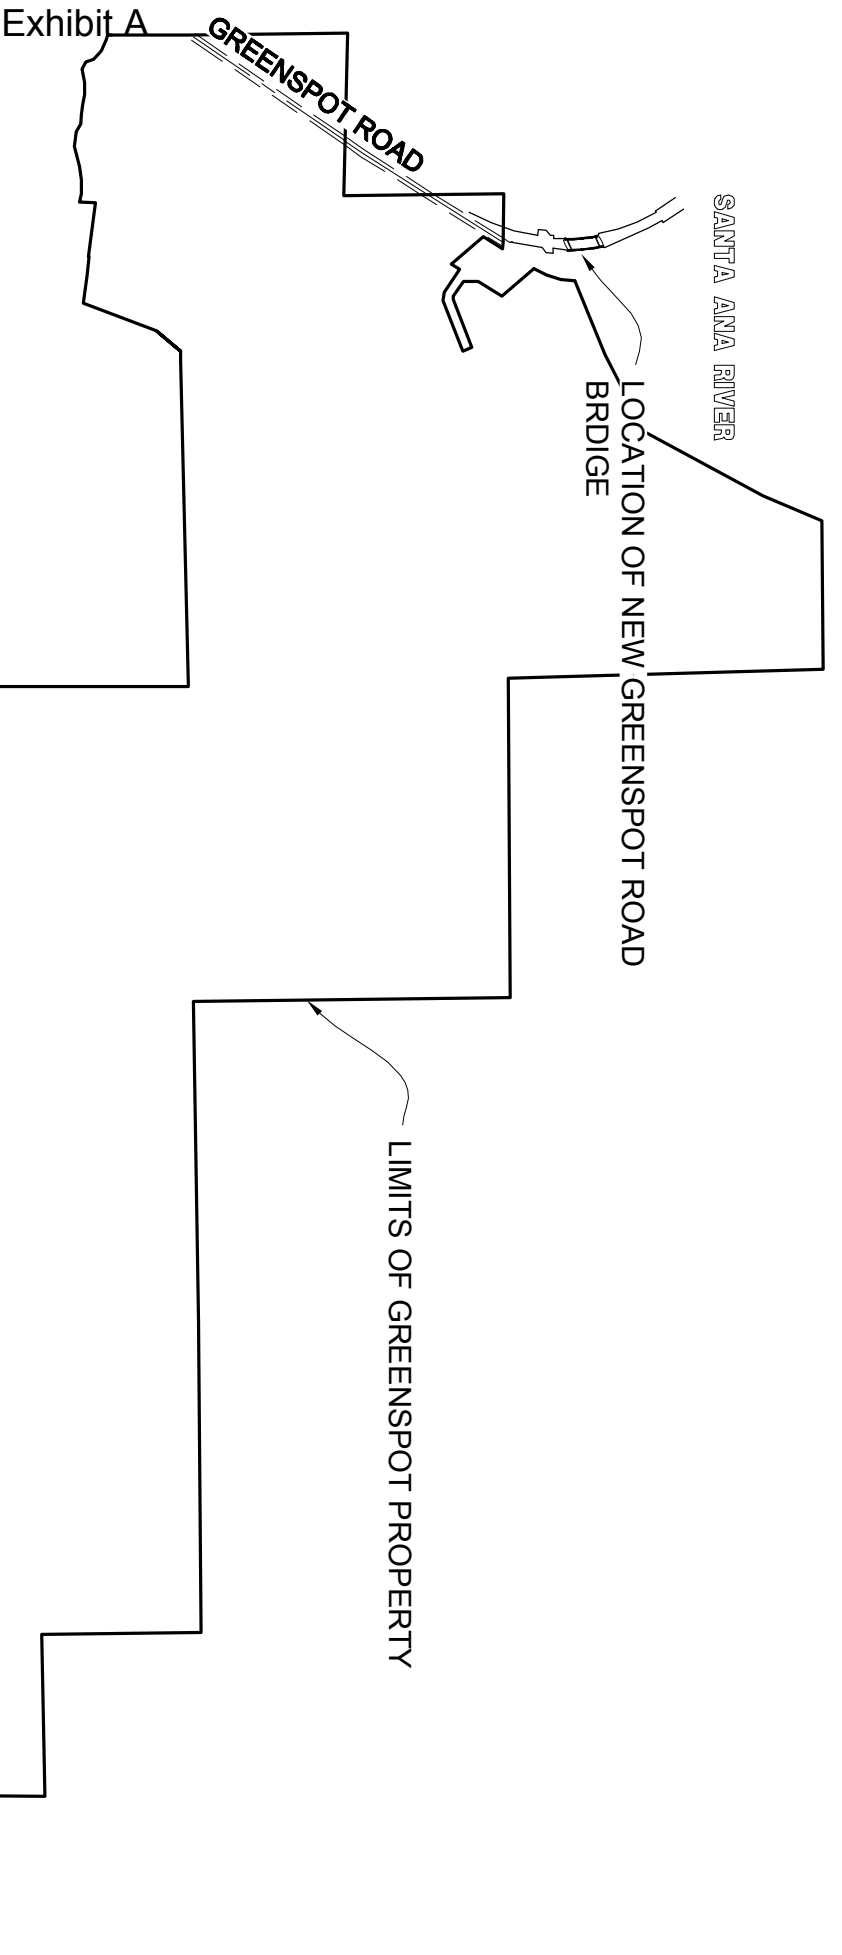 Exhibit A
GREENSPOT ROAD
SANTA ANA RIVER
LOCATION OF NEW GREENSPOT ROAD
BRDIGE
LIMITS OF GREENSPOT PROPERTY